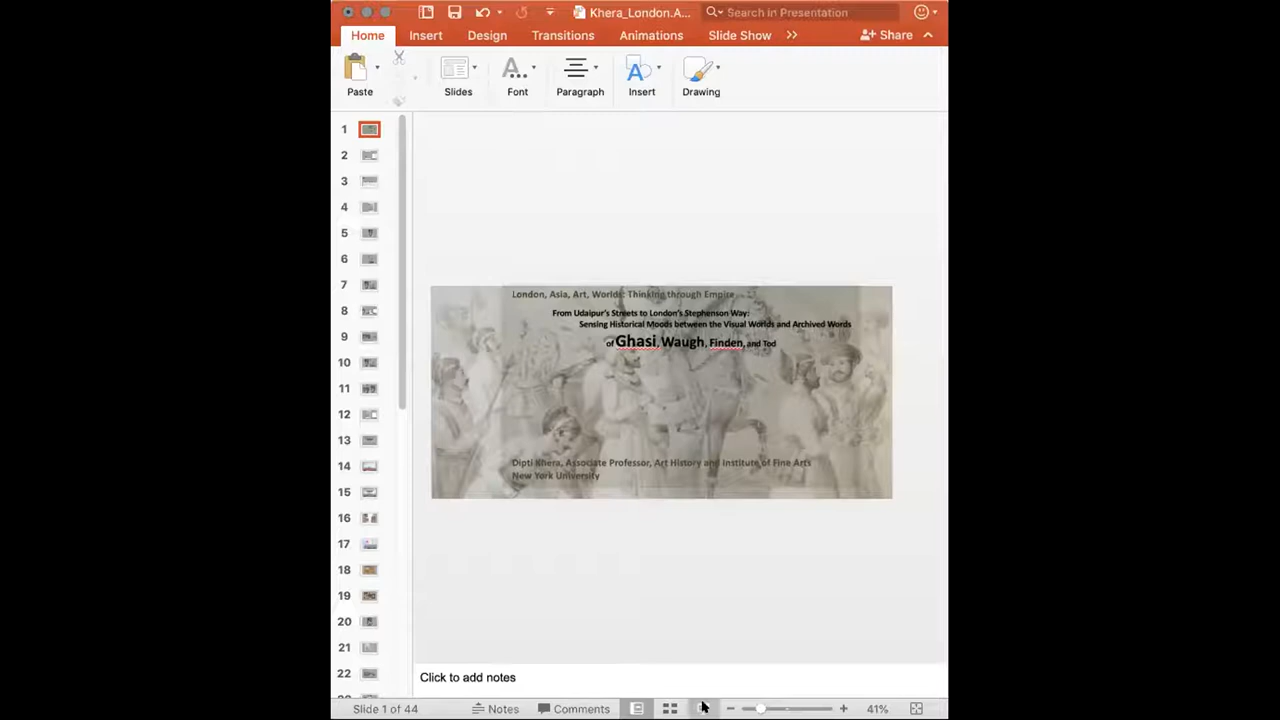 Khera_London.A...
Search in Presentation
Home Insert Design Transitions Animations Slide Show Share
Paste Slides Font Paragraph Insert Drawing
1
2
3
4
5
6
7
8
9
10
11
12
13
14
15
16
17
18
19
20
21
22
London, Asia, Art, Worlds: Thinking through Empire
From Udaipur's Streets to London's Stephenson Way:
Sensing Historical Moods between the Visual Worlds and Archived Words
of Ghasi, Waugh, Finden, and Tod
Dipti Khera, Associate Professor, Art History and Institute of Fine Arts
New York University
Click to add notes
Slide 1 of 44 Notes Comments 41%